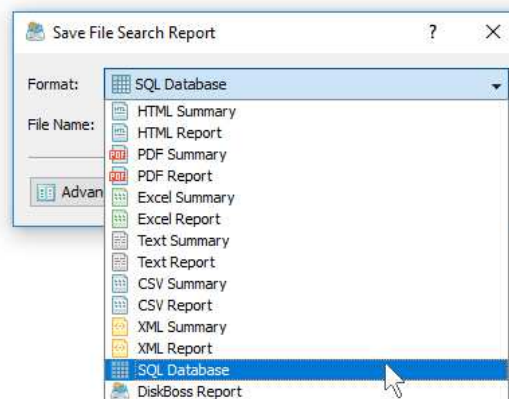 Save File Search Report
?
Format:
SQL Database
File Name:
HTML Summary
HTML Report
PDF Summary
PDF Report
Excel Summary
Excel Report
Text Summary
Text Report
CSV Summary
CSV Report
XML Summary
XML Report
SQL Database
DiskBoss Report
Advan